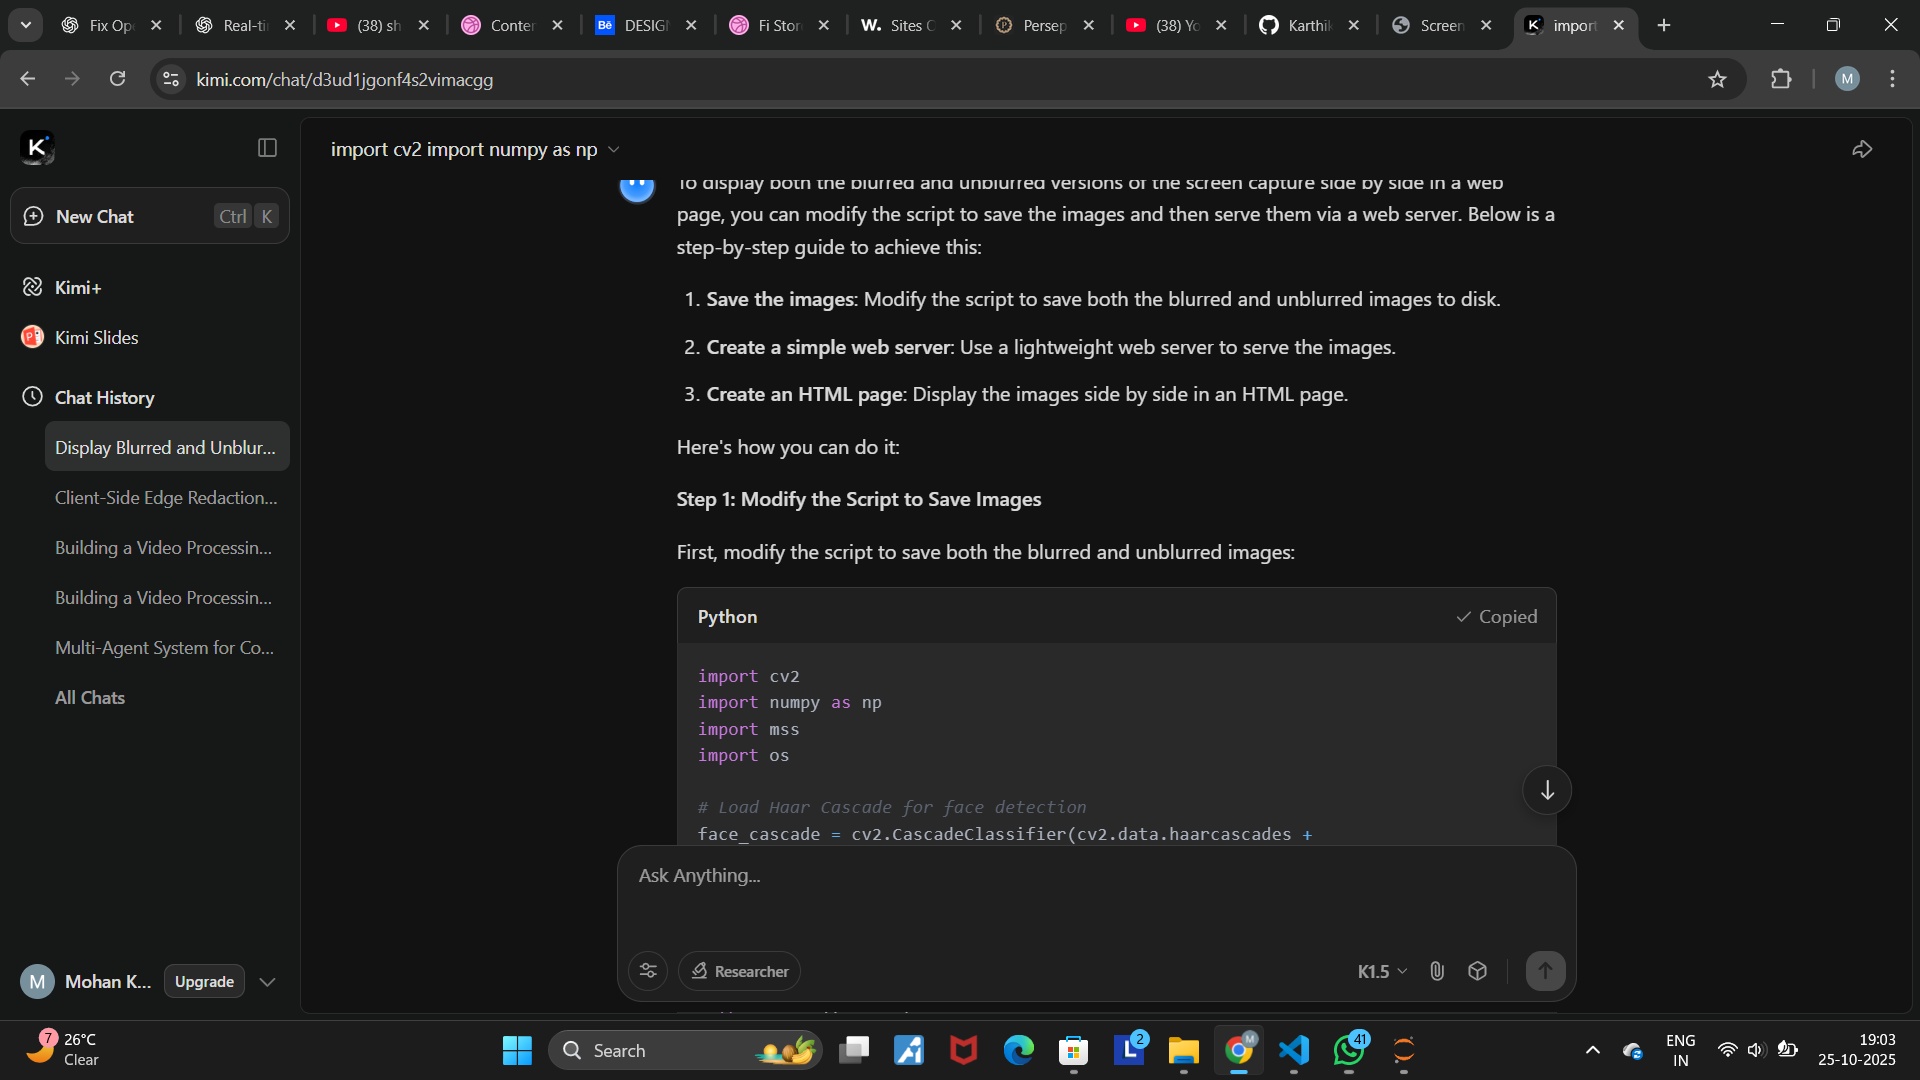 Fix Op
Real-ti
(38) sh
Conter
Bē
DESIG
Fi Stor
W.
Sites
Persep
(38) Yo
Karthik
Screen
import
kimi.com/chat/d3ud1jgonf4s2vimacgg
M
K
import cv2 import numpy as np
New Chat
Ctrl K
Kimi+
Kimi Slides
Chat History
Display Blurred and Unblur...
Client-Side Edge Redaction...
Building a Video Processin...
Building a Video Processin...
Multi-Agent System for Co...
All Chats
M
Mohan K...
Upgrade
To display both the blurred and unblurred versions of the screen capture side by side in a web
page, you can modify the script to save the images and then serve them via a web server. Below is a
step-by-step guide to achieve this:
1. Save the images: Modify the script to save both the blurred and unblurred images to disk.
2. Create a simple web server: Use a lightweight web server to serve the images.
3. Create an HTML page: Display the images side by side in an HTML page.
Here's how you can do it:
Step 1: Modify the Script to Save Images
First, modify the script to save both the blurred and unblurred images:
Python
Copied
import cv2
import numpy as np
import mss
import os
# Load Haar Cascade for face detection
face_cascade = cv2.CascadeClassifier(cv2.data.haarcascades +
Ask Anything...
Researcher
K1.5
7
26°C
Clear
Search
L
2
M
41
ENG
IN
19:03
25-10-2025